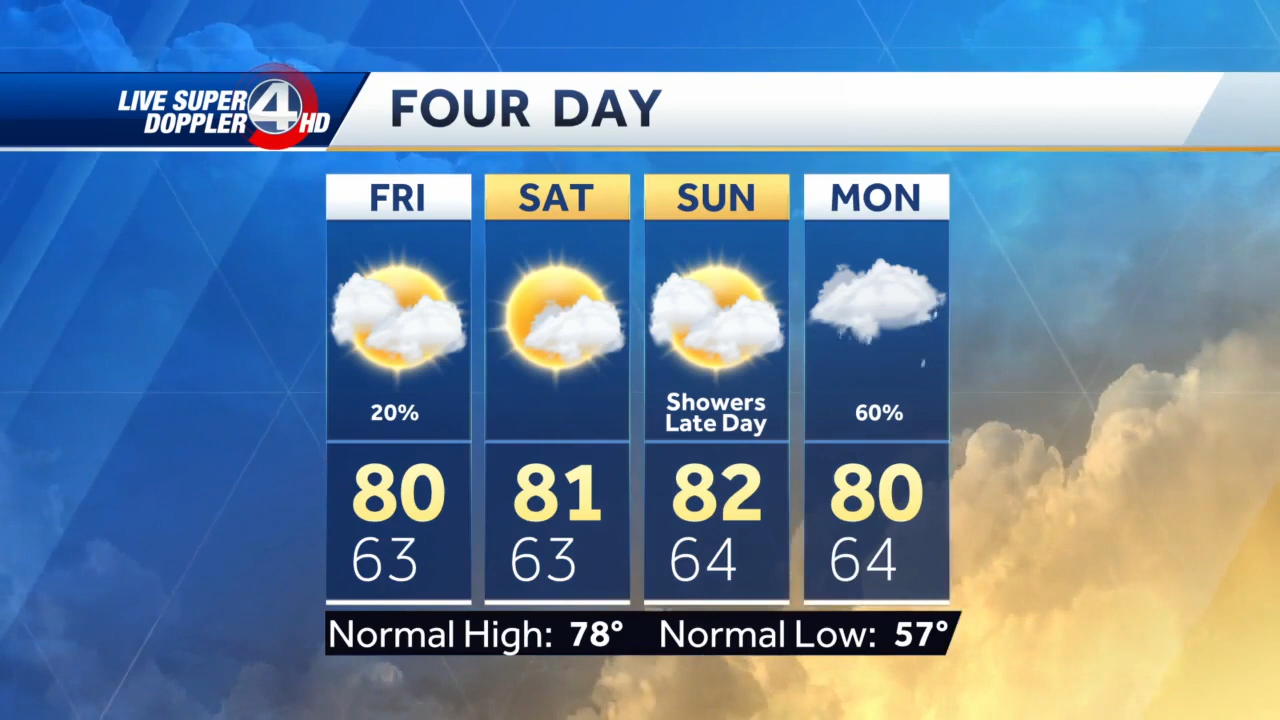 LIVE SUPER
DOPPLER 4 HD
FOUR DAY
FRI SAT SUN MON
20% Showers Late Day 60%
80 81 82 80
63 63 64 64
Normal High: 78° Normal Low: 57°